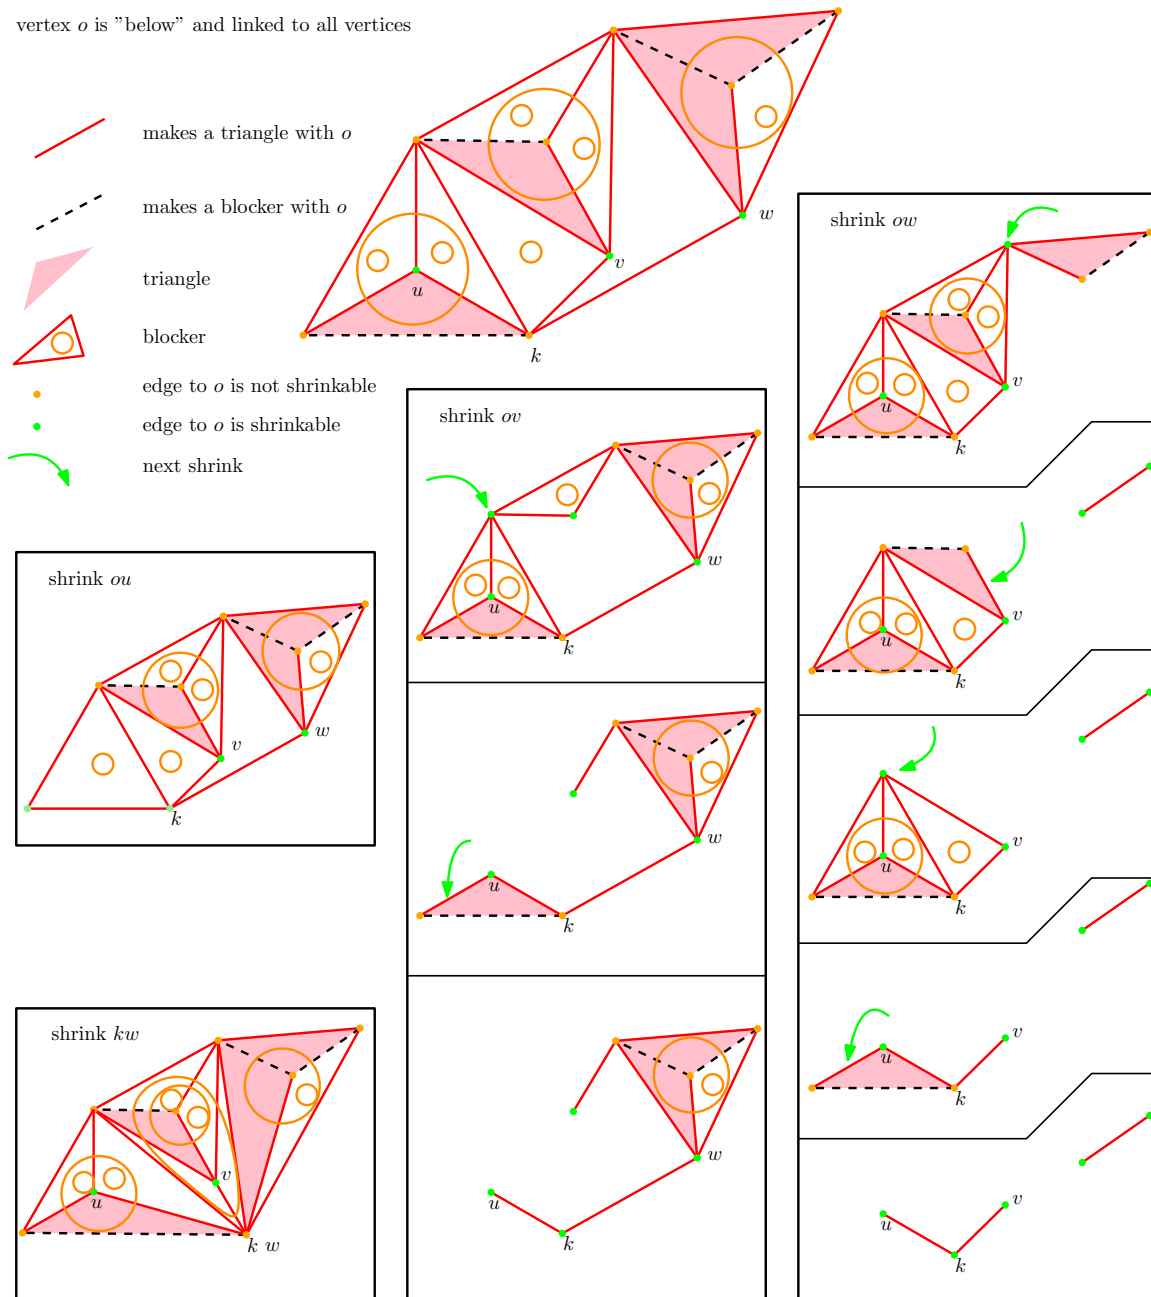 vertex o is "below" and linked to all vertices
makes a triangle with o
makes a blocker with o
triangle
blocker
edge to o is not shrinkable
edge to o is shrinkable
next shrink
u
v
w
k
shrink ou
v
w
k
shrink kw
v
u
k w
shrink ov
w
u
k
w
u
k
w
u
k
shrink ow
v
u
k
v
u
k
v
u
k
v
u
k
v
u
k